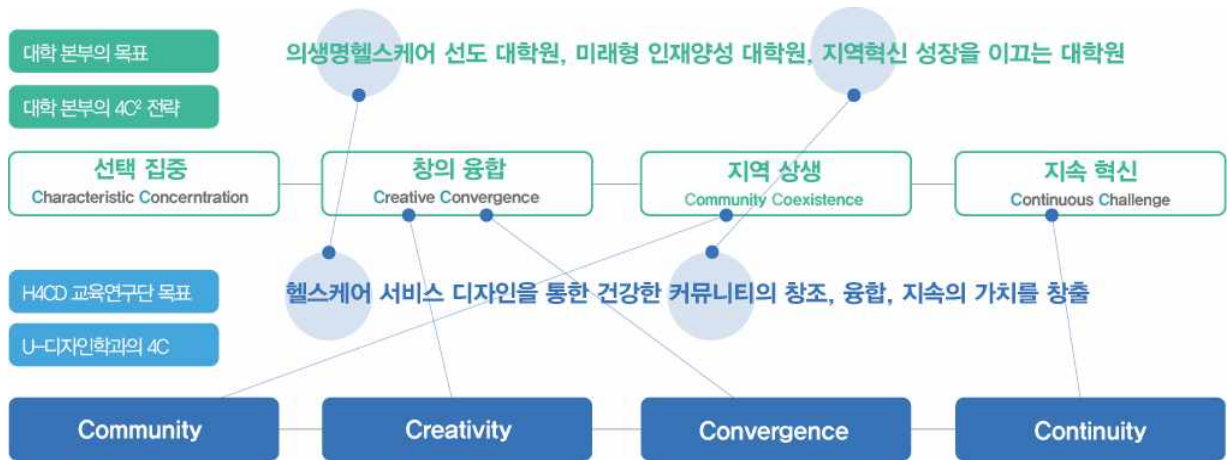 대학 본부의 목표
의생명헬스케어 선도 대학원, 미래형 인재양성 대학원, 지역혁신 성장을 이끄는 대학원
대학 본부의 4C² 전략
선택 집중
Characteristic Concerntration
창의 융합
Creative Convergence
지역 상생
Community Coexistence
지속 혁신
Continuous Challenge
H4CD 교육연구단 목표
헬스케어 서비스 디자인을 통한 건강한 커뮤니티의 창조, 융합, 지속의 가치를 창출
U-디자인학과의 4C
Community
Creativity
Convergence
Continuity